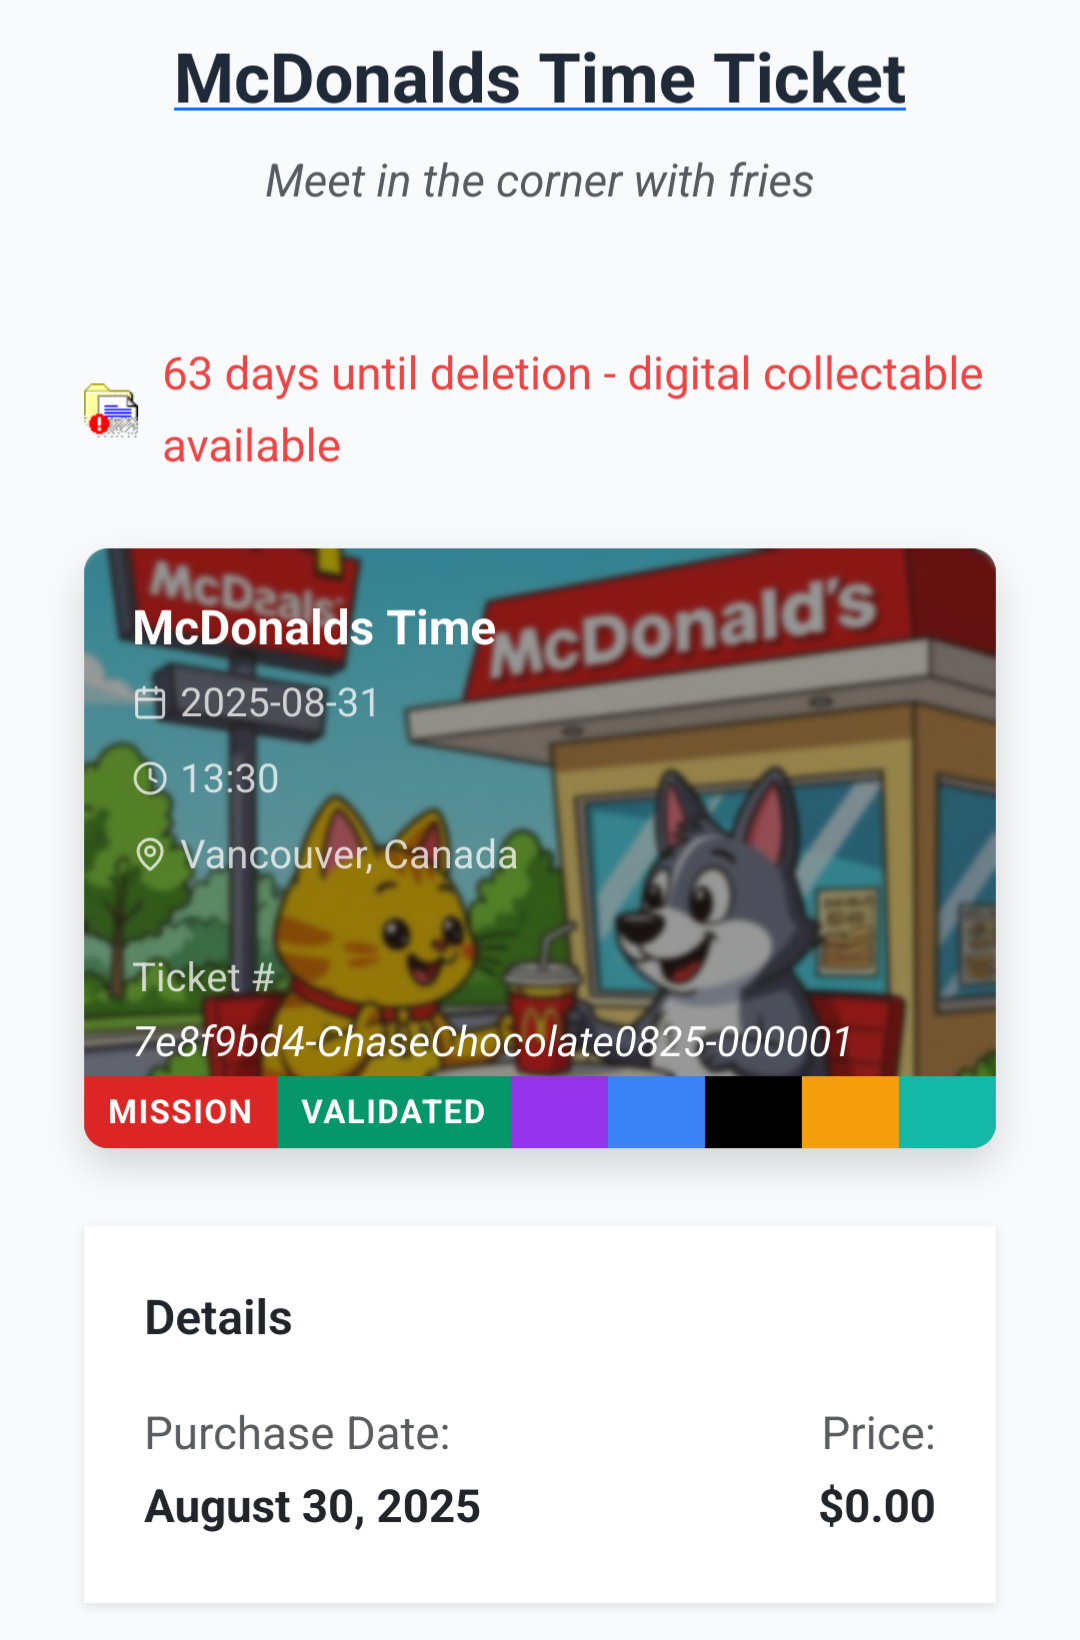 McDonalds Time Ticket
Meet in the corner with fries
63 days until deletion - digital collectable
available
McDonald's
McDonalds Time
2025-08-31
13:30
Vancouver, Canada
Ticket #
7e8f9bd4-ChaseChocolate0825-000001
MISSION VALIDATED
Details
Purchase Date: Price:
August 30, 2025 $0.00